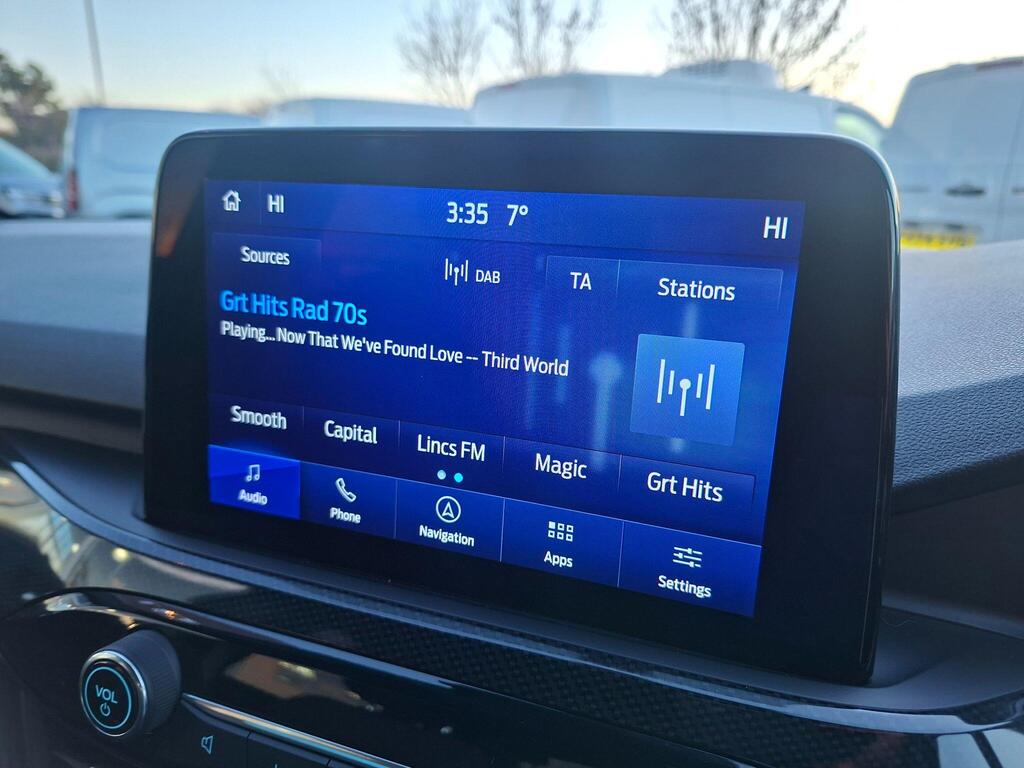 HI 3:35 7° HI
Sources DAB TA Stations
Grt Hits Rad 70s
Playing... Now That We've Found Love -- Third World
Smooth Capital Lincs FM Magic Grt Hits
Audio Phone Navigation Apps Settings
VOL